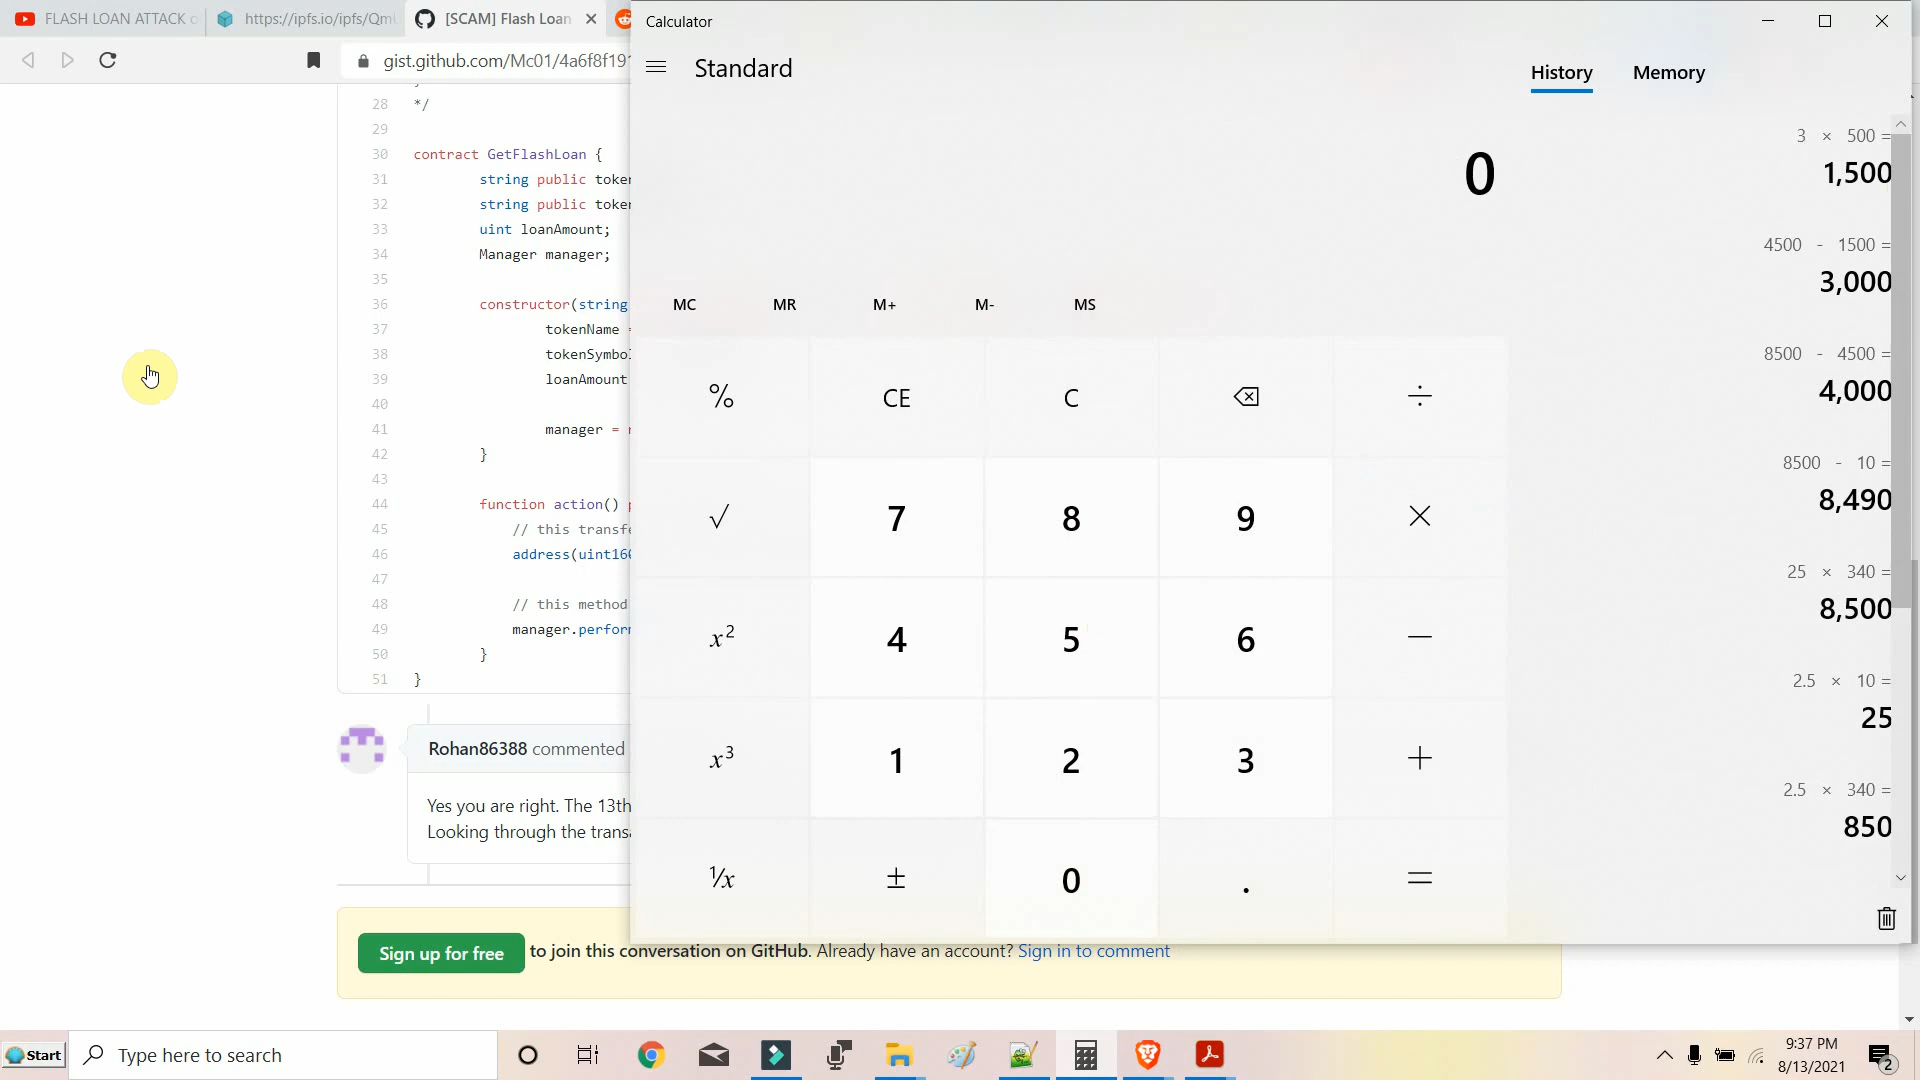 FLASH LOAN ATTACK
https://ipfs.io/ipfs/Qm
[SCAM] Flash Loan
gist.github.com/Mc01/4a6f8f19
28 */
29
30 contract GetFlashLoan {
31 string public token
32 string public token
33 uint loanAmount;
34 Manager manager;
35
36 constructor(string
37 tokenName =
38 tokenSymbol
39 loanAmount
40
41 manager =
42 }
43
44 function action()
45 // this transfe
46 address(uint160
47
48 // this method
49 manager.perform
50 }
51 }
Rohan86388 commented
Yes you are right. The 13th
Looking through the transa
Sign up for free to join this conversation on GitHub. Already have an account? Sign in to comment
Calculator
Standard
History Memory
0
MC MR M+ M- MS
% CE C ÷
√ 7 8 9 ×
x² 4 5 6 −
x³ 1 2 3 +
¹/x ± 0 . =
3 × 500 =
1,500
4500 - 1500 =
3,000
8500 - 4500 =
4,000
8500 - 10 =
8,490
25 × 340 =
8,500
2.5 × 10 =
25
2.5 × 340 =
850
Start
Type here to search
9:37 PM
8/13/2021
2